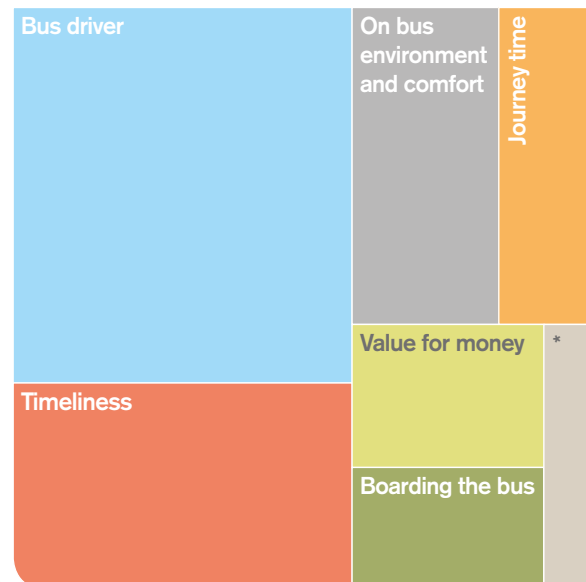 Bus driver
On bus
environment
and comfort
Journey time
Value for money
*
Timeliness
Boarding the bus